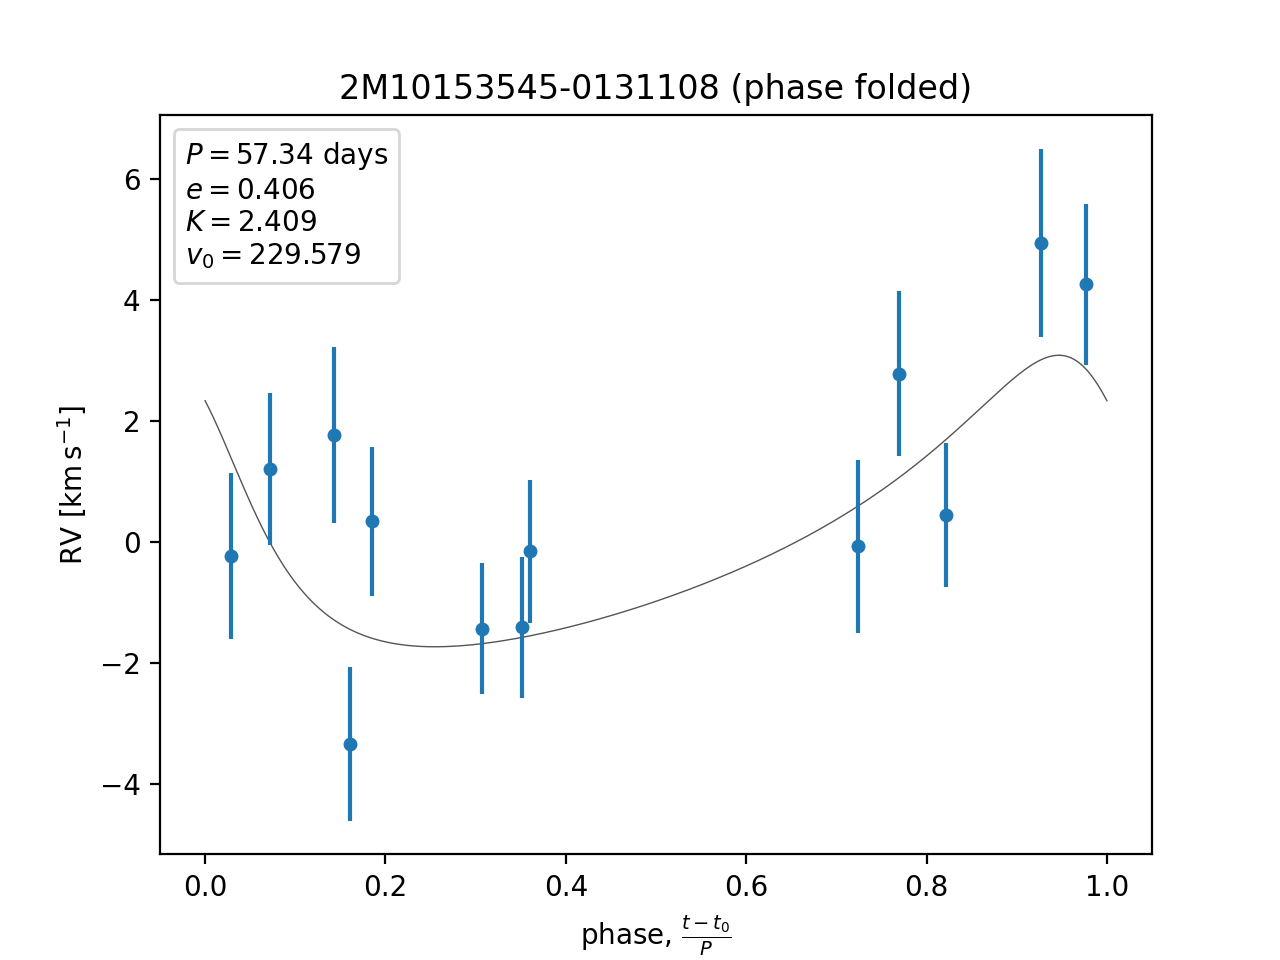 2M10153545-0131108 (phase folded)
P = 57.34 days
e = 0.406
K = 2.409
v₀ = 229.579
6
4
2
0
−2
−4
RV [km s⁻¹]
0.0 0.2 0.4 0.6 0.8 1.0
phase, (t − t₀)/P